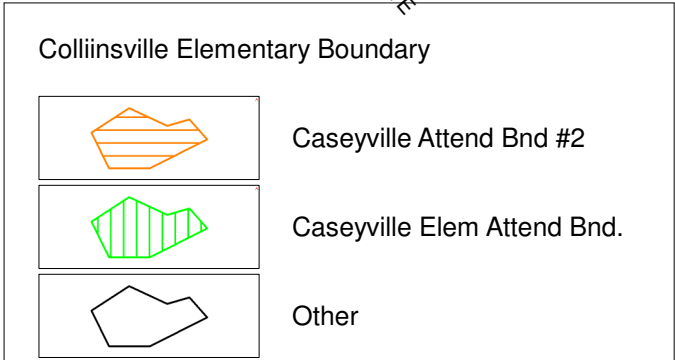 E
Colliinsville Elementary Boundary
Caseyville Attend Bnd #2
Caseyville Elem Attend Bnd.
Other